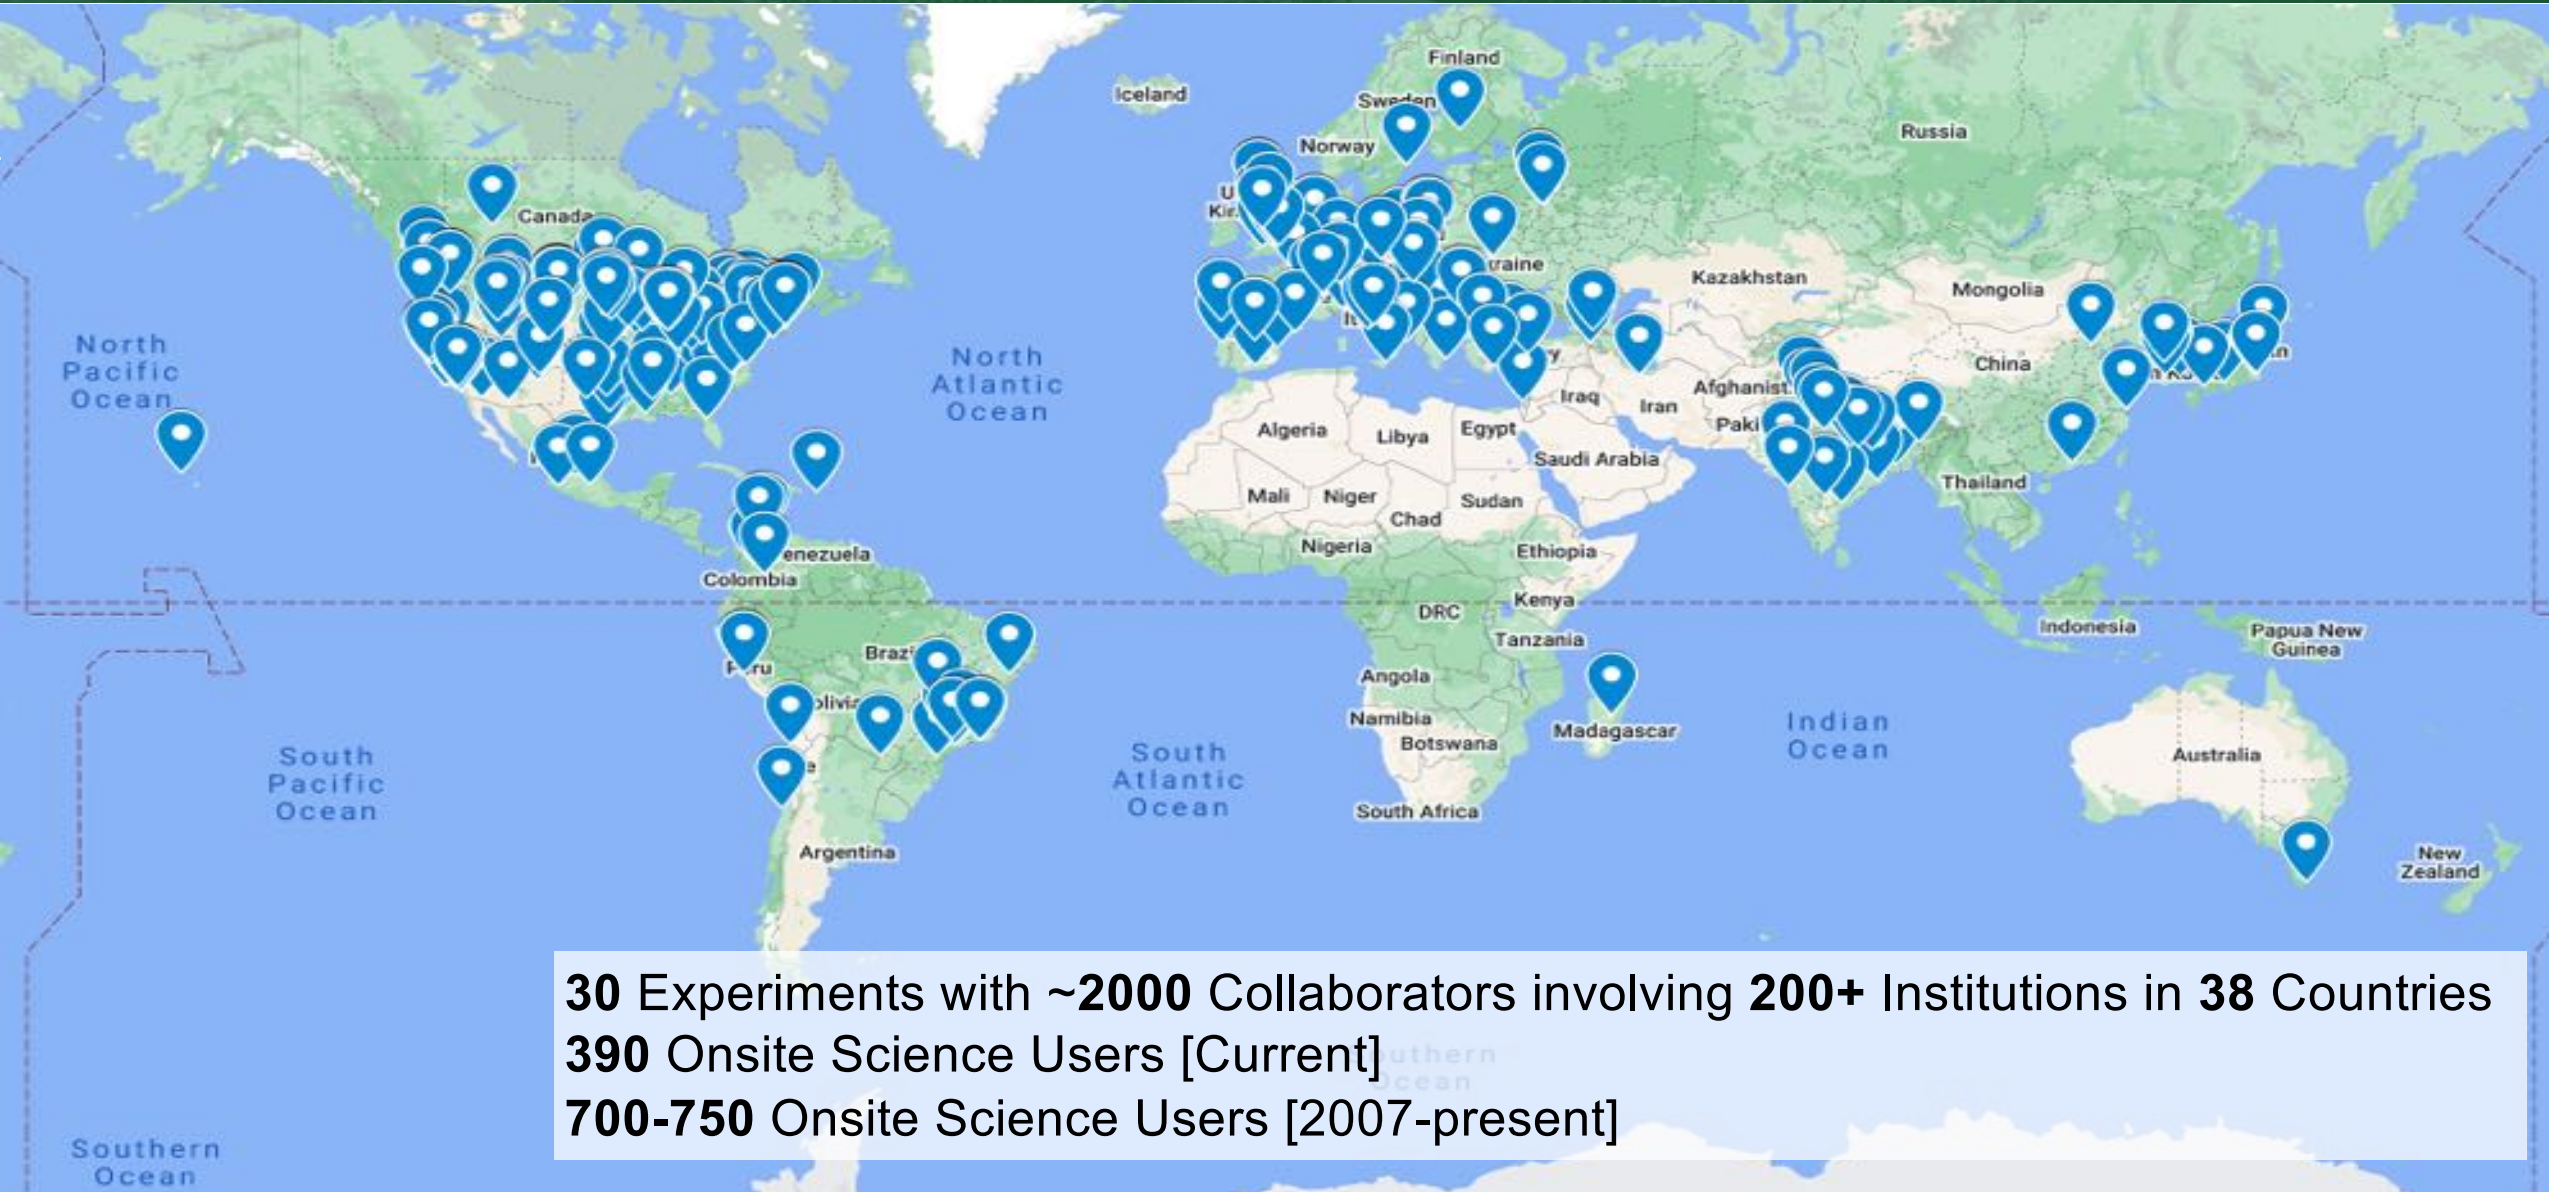 Finland
Iceland
Sweden
Russia
Norway
Canada
Kazakhstan
Mongolia
North
Pacific
Ocean
North
Atlantic
Ocean
China
Afghanist
Iraq
Iran
Paki
Algeria
Libya
Egypt
Saudi Arabia
Thailand
Mali
Niger
Chad
Sudan
Nigeria
Ethiopia
enezuela
Colombia
DRC
Kenya
Indonesia
Papua New
Guinea
Tanzania
Angola
Namibia
Botswana
Madagascar
Indian
Ocean
South
Pacific
Ocean
South
Atlantic
Ocean
Australia
South Africa
Argentina
New
Zealand
30 Experiments with ~2000 Collaborators involving 200+ Institutions in 38 Countries
390 Onsite Science Users [Current]
700-750 Onsite Science Users [2007-present]
Southern
Ocean